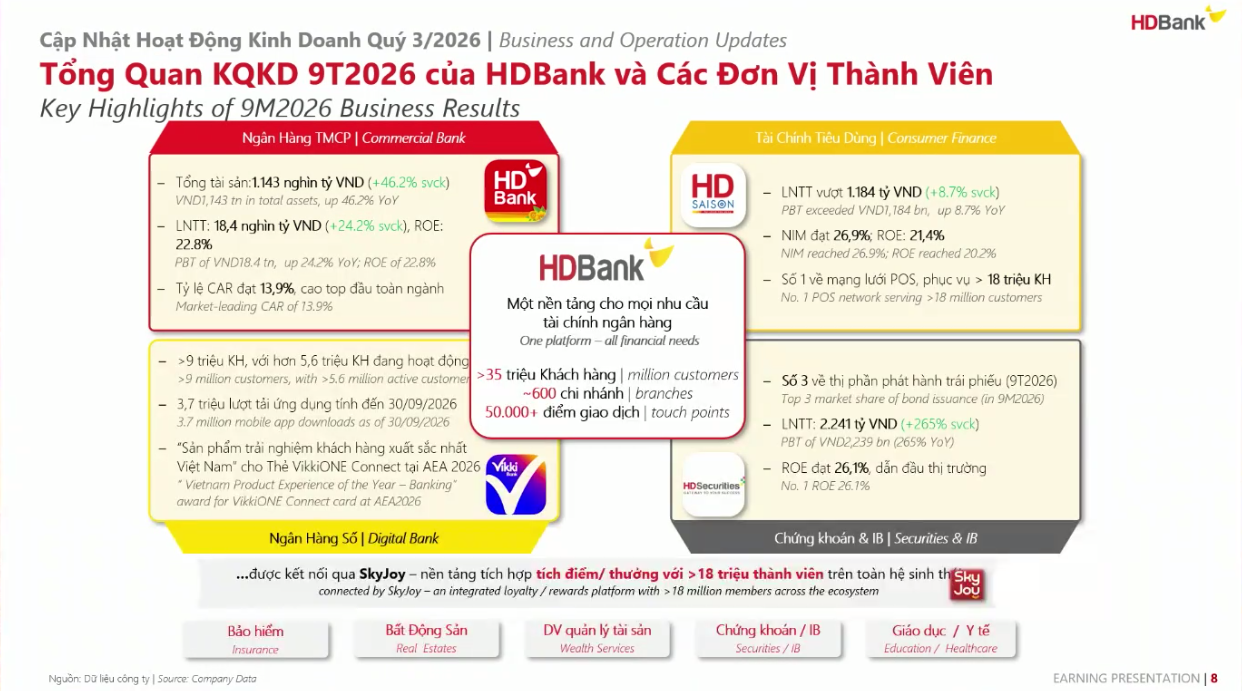 HDBank
Cập Nhật Hoạt Động Kinh Doanh Quý 3/2026 | Business and Operation Updates
Tổng Quan KQKD 9T2026 của HDBank và Các Đơn Vị Thành Viên
Key Highlights of 9M2026 Business Results
Ngân Hàng TMCP | Commercial Bank
– Tổng tài sản:1.143 nghìn tỷ VND (+46.2% svck)
VND1,143 tn in total assets, up 46.2% YoY
– LNTT: 18,4 nghìn tỷ VND (+24.2% svck), ROE:
22.8%
PBT of VND18.4 tn, up 24.2% YoY; ROE of 22.8%
– Tỷ lệ CAR đạt 13,9%, cao top đầu toàn ngành
Market-leading CAR of 13.9%
HD
Bank
Tài Chính Tiêu Dùng | Consumer Finance
HD
SAISON
– LNTT vượt 1.184 tỷ VND (+8.7% svck)
PBT exceeded VND1,184 bn, up 8.7% YoY
– NIM đạt 26,9%; ROE: 21,4%
NIM reached 26.9%; ROE reached 20.2%
– Số 1 về mạng lưới POS, phục vụ > 18 triệu KH
No. 1 POS network serving >18 million customers
HDBank
Một nền tảng cho mọi nhu cầu
tài chính ngân hàng
One platform – all financial needs
>35 triệu Khách hàng | million customers
~600 chi nhánh | branches
50.000+ điểm giao dịch | touch points
– >9 triệu KH, với hơn 5,6 triệu KH đang hoạt động
>9 million customers, with >5.6 million active customer
– 3,7 triệu lượt tải ứng dụng tính đến 30/09/2026
3.7 million mobile app downloads as of 30/09/2026
– “Sản phẩm trải nghiệm khách hàng xuất sắc nhất
Việt Nam” cho Thẻ VikkiONE Connect tại AEA 2026
“ Vietnam Product Experience of the Year – Banking”
award for VikkiONE Connect card at AEA2026
Vikki
Bank
Ngân Hàng Số | Digital Bank
– Số 3 về thị phần phát hành trái phiếu (9T2026)
Top 3 market share of bond issuance (in 9M2026)
– LNTT: 2.241 tỷ VND (+265% svck)
PBT of VND2,239 bn (265% YoY)
– ROE đạt 26,1%, dẫn đầu thị trường
No. 1 ROE 26.1%
HDSecurities
Chứng khoán & IB | Securities & IB
...được kết nối qua SkyJoy – nền tảng tích hợp tích điểm/ thưởng với >18 triệu thành viên trên toàn hệ sinh th
connected by SkyJoy – an integrated loyalty / rewards platform with >18 million members across the ecosystem
Sky
Joy
Bảo hiểm
Insurance
Bất Động Sản
Real Estates
DV quản lý tài sản
Wealth Services
Chứng khoán / IB
Securities / IB
Giáo dục / Y tế
Education / Healthcare
Nguồn: Dữ liệu công ty | Source: Company Data
EARNING PRESENTATION | 8